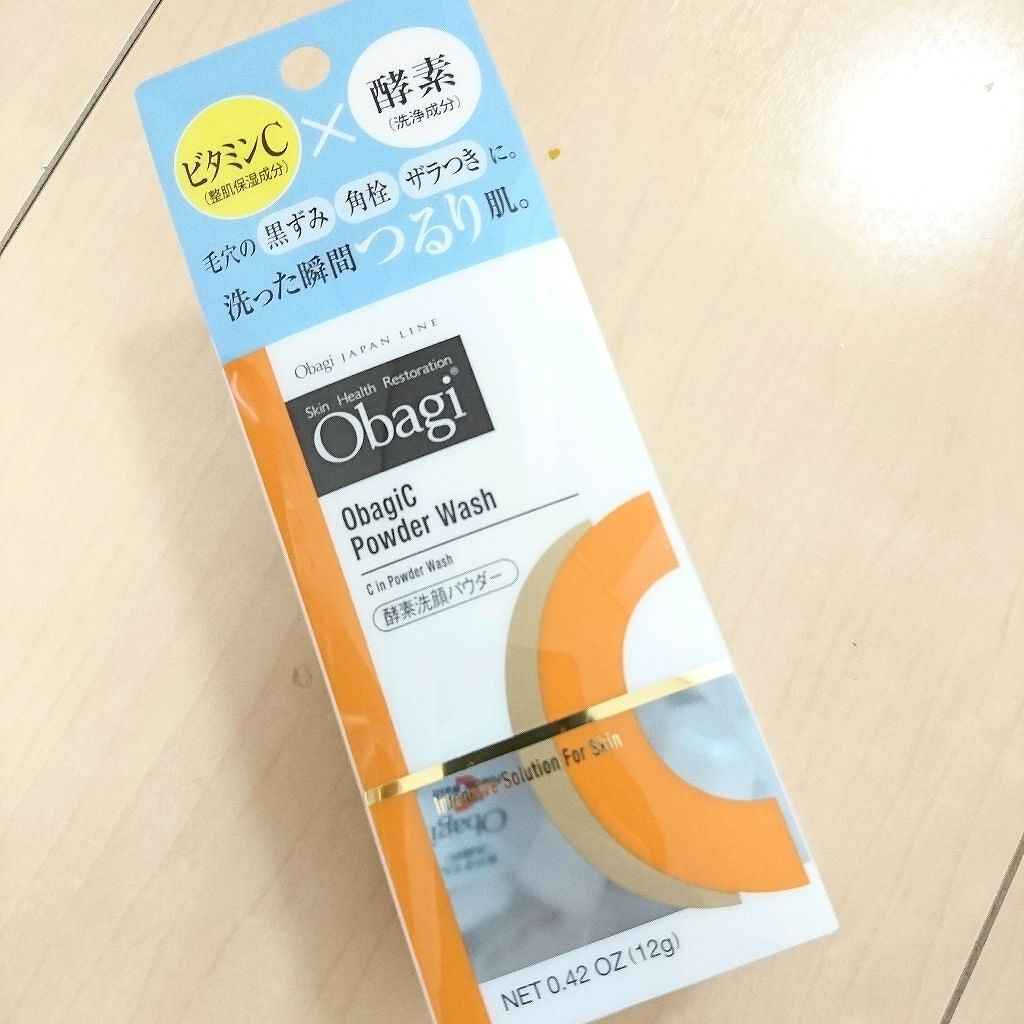 ビタミンC
(整肌保湿成分)
×
酵素
(洗浄成分)
毛穴の 黒ずみ 角栓 ザラつき に。
洗った瞬間つるり肌。
Obagi JAPAN LINE
Skin Health Restoration
Obagi®
ObagiC
Powder Wash
C in Powder Wash
酵素洗顔パウダー
Intensive Solution For Skin
Obagi
NET 0.42 OZ (12g)